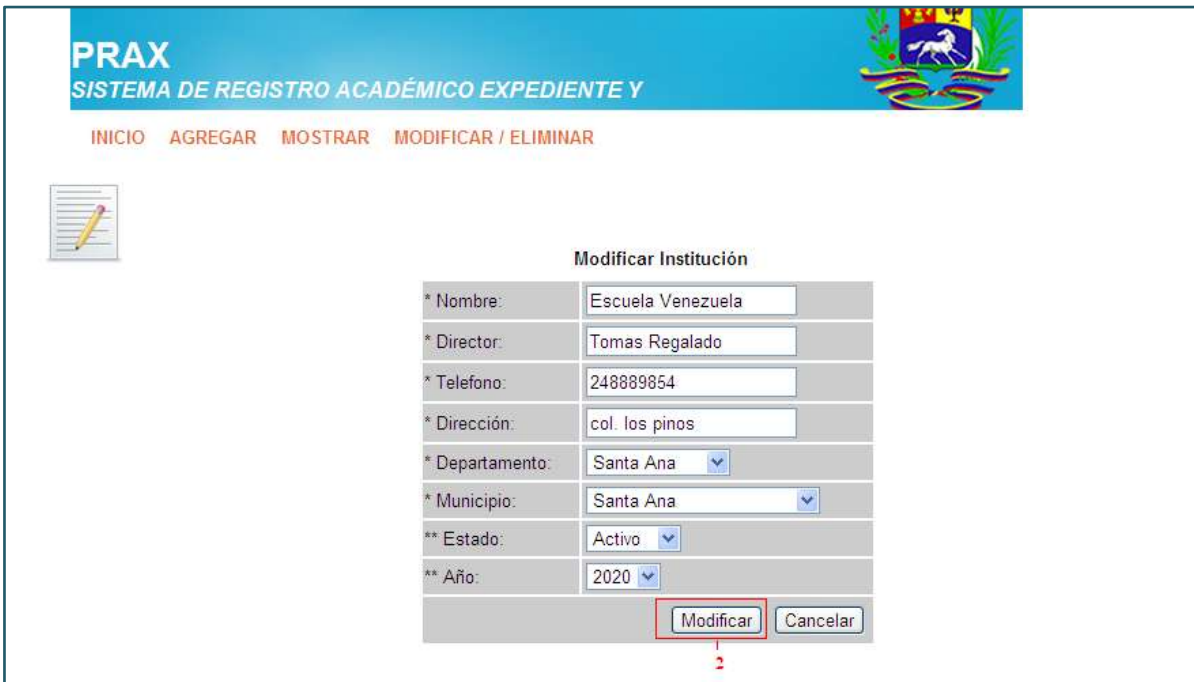 PRAX
SISTEMA DE REGISTRO ACADÉMICO EXPEDIENTE Y
INICIO AGREGAR MOSTRAR MODIFICAR / ELIMINAR
Modificar Institución
* Nombre: Escuela Venezuela
* Director: Tomas Regalado
* Telefono: 248889854
* Dirección: col. los pinos
* Departamento: Santa Ana
* Municipio: Santa Ana
** Estado: Activo
** Año: 2020
Modificar Cancelar
2